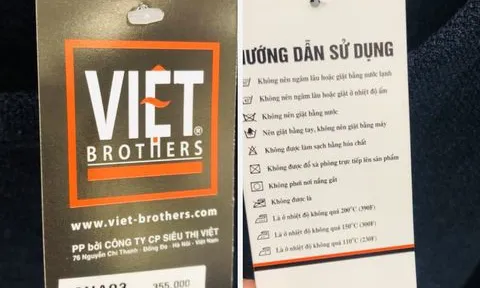 VIỆT®
BROTHERS
www.viet-brothers.com
PP bởi CÔNG TY CP SIÊU THỊ VIỆT
76 Nguyễn Chí Thanh - Đống Đa - Hà Nội - Việt Nam
355,000
HƯỚNG DẪN SỬ DỤNG
Không nên ngâm lâu hoặc giặt bằng nước lạnh
Không nên ngâm lâu hoặc giặt ở nhiệt độ ẩm
Không nên giặt bằng nước
Nên giặt bằng tay, không nên giặt bằng máy
Không được làm sạch bằng hóa chất
Không được đổ xà phòng trực tiếp lên sản phẩm
Không phơi nơi nắng gắt
Không được là
Là ở nhiệt độ không quá 200°C (390F)
Là ở nhiệt độ không quá 150°C (300F)
Là ở nhiệt độ không quá 110°C (230F)